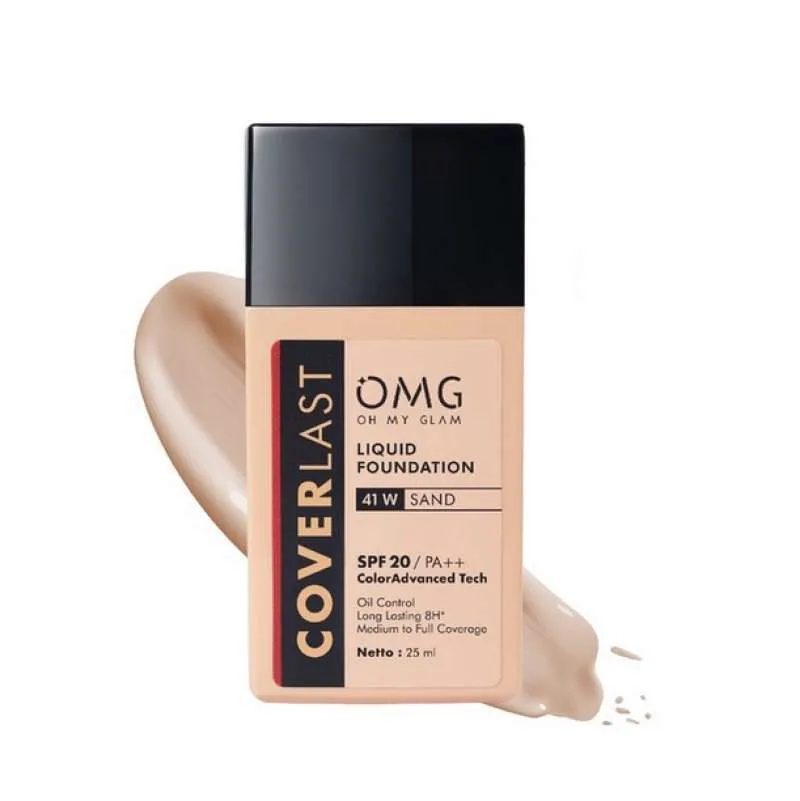 COVERLAST
OMG
OH MY GLAM
LIQUID
FOUNDATION
41 W SAND
SPF 20 / PA++
ColorAdvanced Tech
Oil Control
Long Lasting 8H*
Medium to Full Coverage
Netto : 25 ml